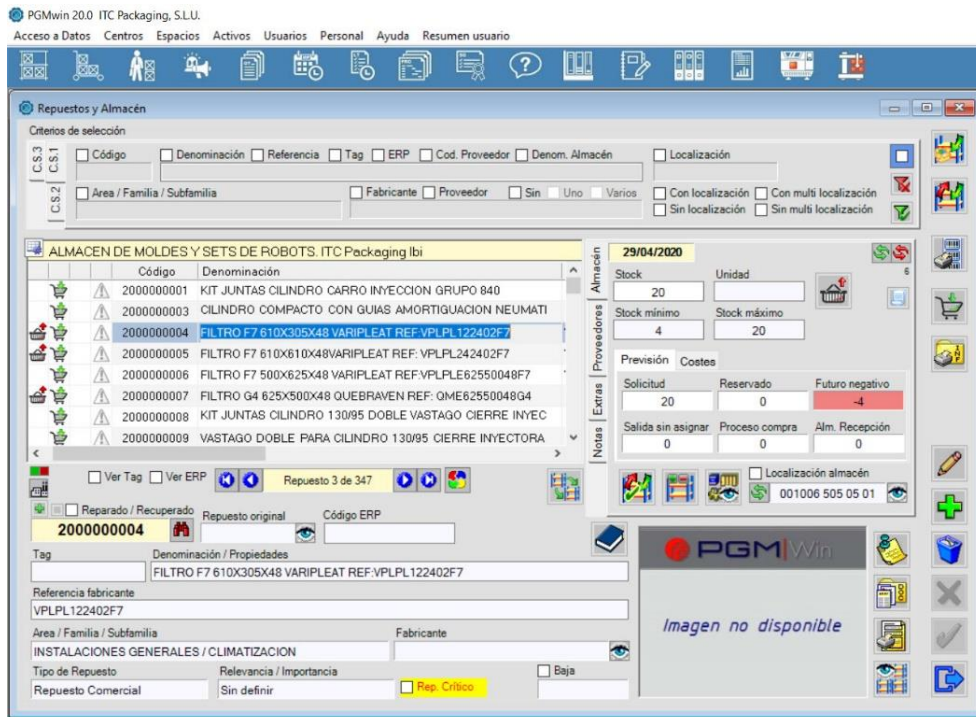 PGMwin 20.0 ITC Packaging, S.L.U.
Acceso a Datos Centros Espacios Activos Usuarios Personal Ayuda Resumen usuario
Repuestos y Almacén
Criterios de selección
C.S.3 C.S.1 Código Denominación Referencia Tag ERP Cod. Proveedor Denom. Almacén Localización
C.S.2 Area / Familia / Subfamilia Fabricante Proveedor Sin Uno Varios Con localización Con multi localización
Sin localización Sin multi localización
ALMACEN DE MOLDES Y SETS DE ROBOTS. ITC Packaging Ibi
Código Denominación
2000000001 KIT JUNTAS CILINDRO CARRO INYECCION GRUPO 840
2000000003 CILINDRO COMPACTO CON GUIAS AMORTIGUACION NEUMATI
2000000004 FILTRO F7 610X305X48 VARIPLEAT REF:VPLPL122402F7
2000000005 FILTRO F7 610X610X48VARIPLEAT REF: VPLPL242402F7
2000000006 FILTRO F7 500X625X48 VARIPLEAT REF:VPLPLE62550048F7
2000000007 FILTRO G4 625X500X48 QUEBRAVEN REF: QME62550048G4
2000000008 KIT JUNTAS CILINDRO 130/95 DOBLE VASTAGO CIERRE INYEC
2000000009 VASTAGO DOBLE PARA CILINDRO 130/95 CIERRE INYECTORA
Almacén
Proveedores
Extras
Notas
29/04/2020
6
Stock Unidad
20
Stock mínimo Stock máximo
4 20
Previsión Costes
Solicitud Reservado Futuro negativo
20 0 -4
Salida sin asignar Proceso compra Alm. Recepción
0 0 0
Localización almacén
001006 505 05 01
Ver Tag Ver ERP Repuesto 3 de 347
Reparado / Recuperado Repuesto original Código ERP
2000000004
Tag Denominación / Propiedades
FILTRO F7 610X305X48 VARIPLEAT REF:VPLPL122402F7
Referencia fabricante
VPLPL122402F7
Area / Familia / Subfamilia Fabricante
INSTALACIONES GENERALES / CLIMATIZACION
Tipo de Repuesto Relevancia / Importancia Rep. Crítico Baja
Repuesto Comercial Sin definir
PGM Win
Imagen no disponible